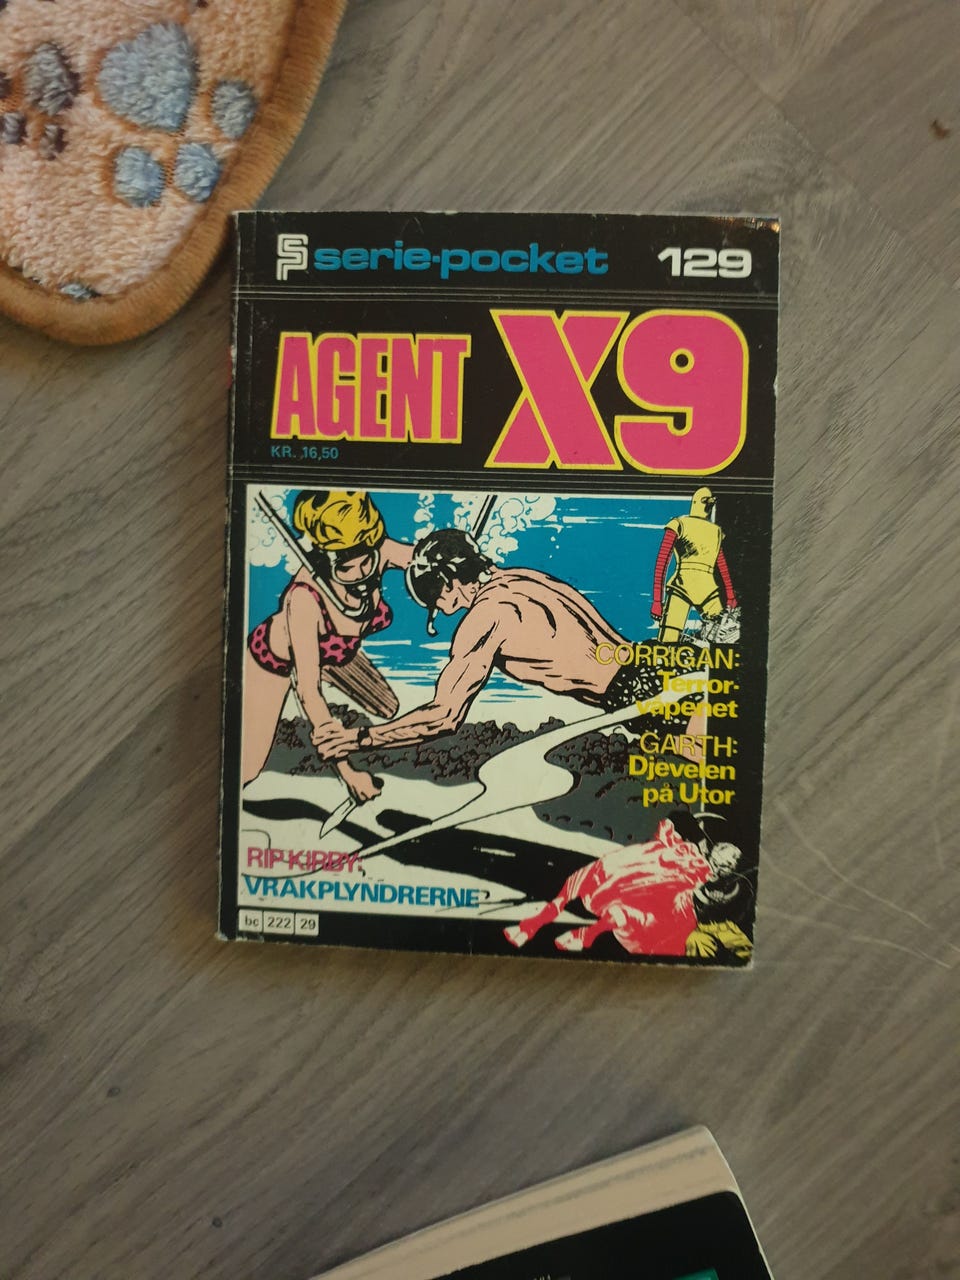 SP serie-pocket 129
AGENT X9
KR. 16,50
CORRIGAN:
Terror-
våpenet
GARTH:
Djevelen
på Utor
RIP KIRBY:
VRAKPLYNDRERNE
bc 222 29